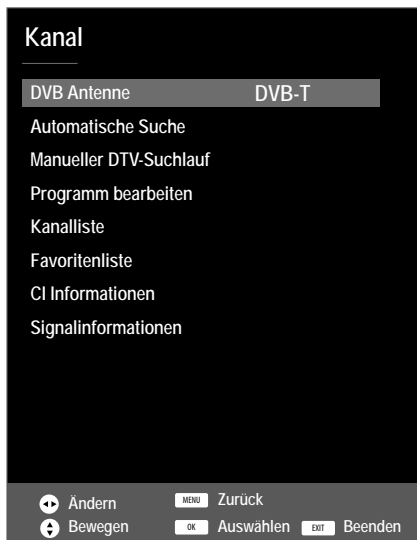 Kanal
DVB Antenne DVB-T
Automatische Suche
Manueller DTV-Suchlauf
Programm bearbeiten
Kanalliste
Favoritenliste
CI Informationen
Signalinformationen
Ändern MENU Zurück
Bewegen OK Auswählen EXIT Beenden